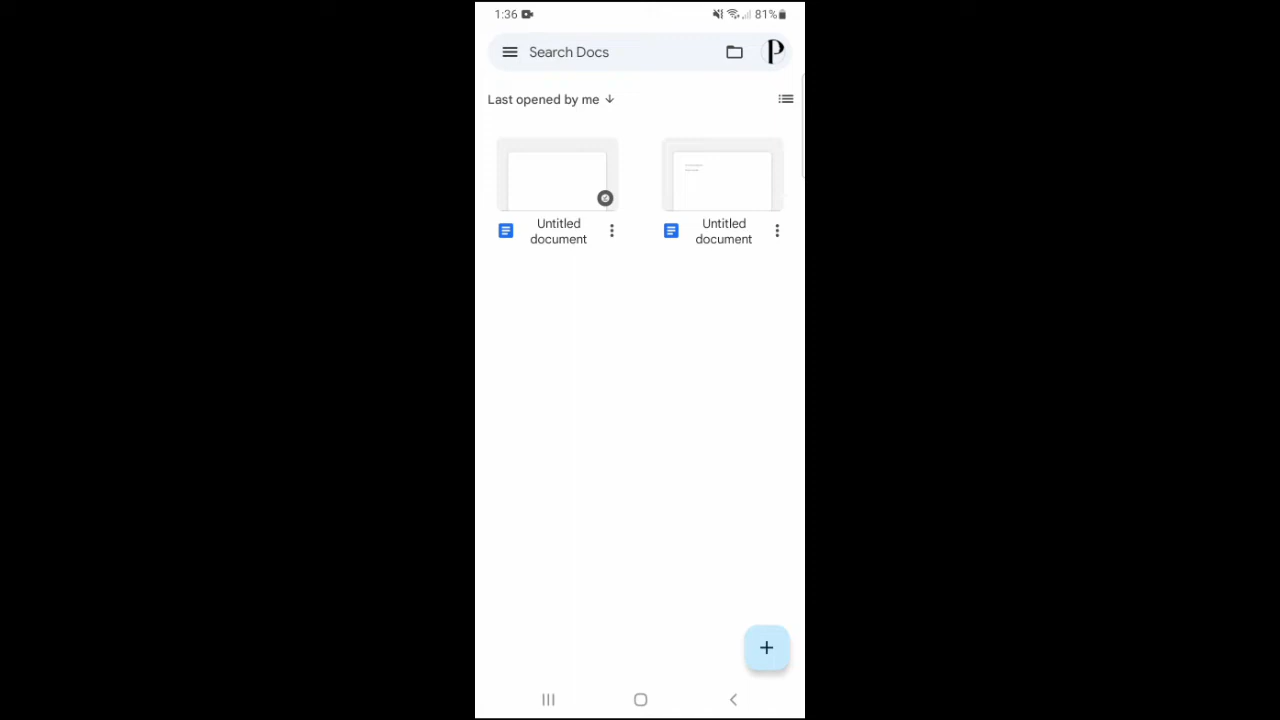 1:36 81%
Search Docs P
Last opened by me
Untitled
document
Untitled
document